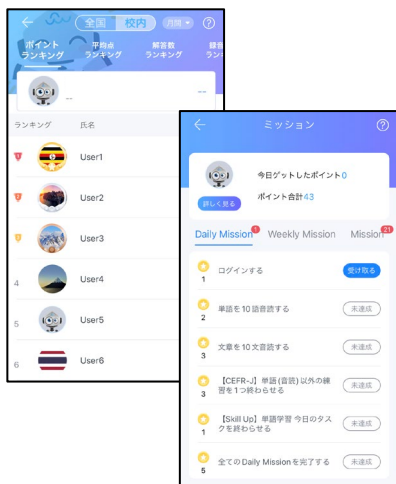 全国 校内 月間
ポイント
ランキング
平均点
ランキング
解答数
ランキング
録音
ラン
--
--
ランキング 氏名
1 User1
2 User2
3 User3
4 User4
5 User5
6 User6
ミッション
今日ゲットしたポイント0
ポイント合計43
詳しく見る
Daily Mission 1 Weekly Mission Mission 21
ログインする
1
受け取る
単語を10語音読する
2
未達成
文章を10文音読する
3
未達成
【CEFR-J】単語(音読)以外の練
習を1つ終わらせる
3
未達成
【Skill Up】単語学習 今日のタス
クを終わらせる
1
未達成
全てのDaily Missionを完了する
5
未達成